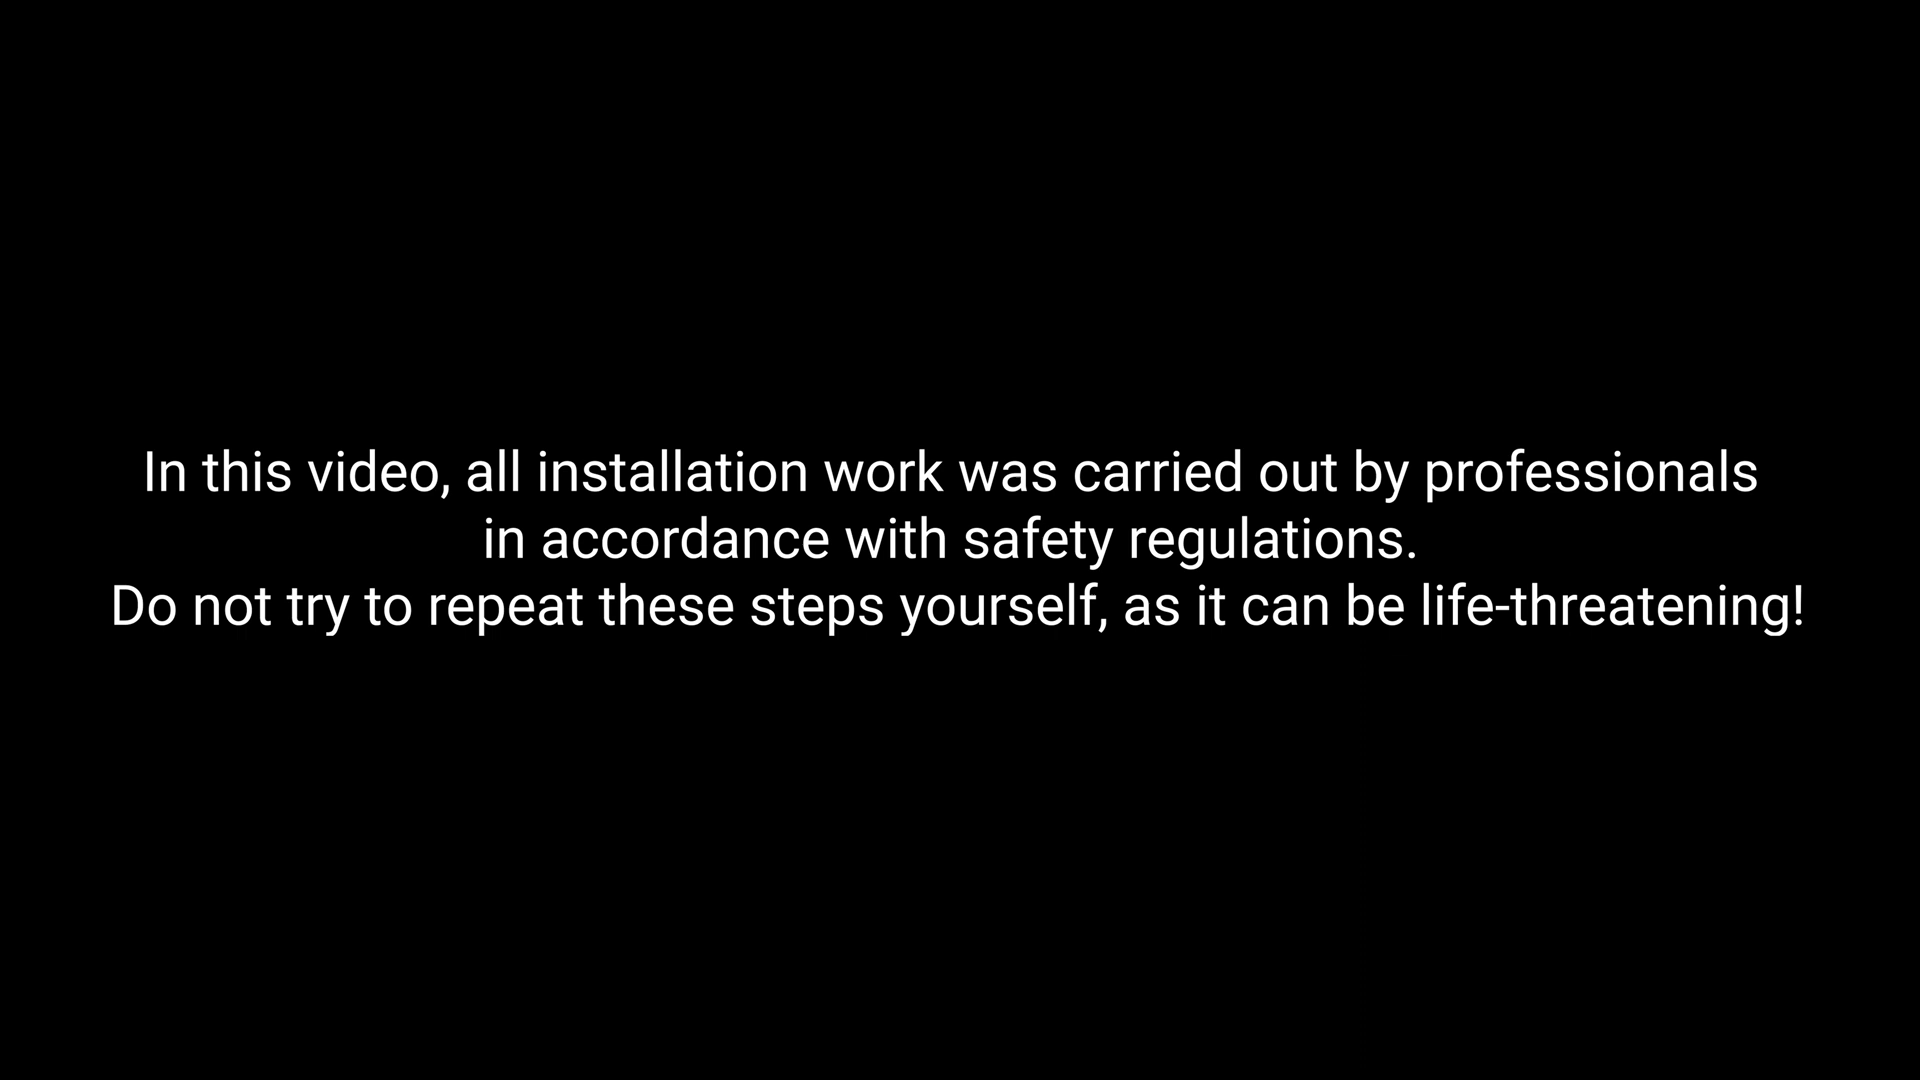 In this video, all installation work was carried out by professionals
in accordance with safety regulations.
Do not try to repeat these steps yourself, as it can be life-threatening!